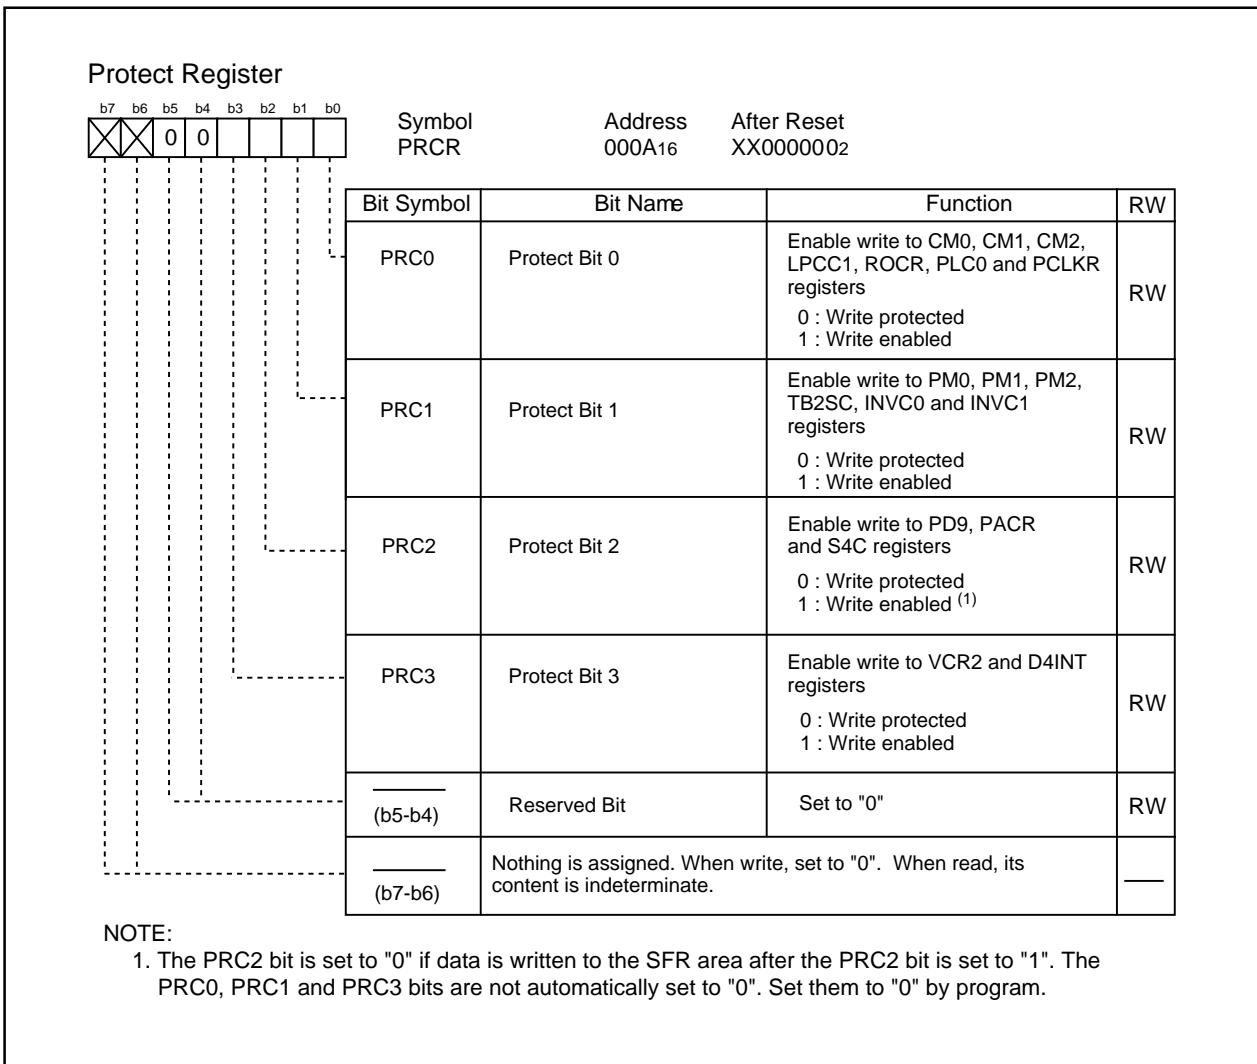 Protect Register
b7 b6 b5 b4 b3 b2 b1 b0
0 0
Symbol Address After Reset
PRCR 000A16 XX0000002
Bit Symbol Bit Name Function RW
PRC0 Protect Bit 0 Enable write to CM0, CM1, CM2,
LPCC1, ROCR, PLC0 and PCLKR
registers
0 : Write protected
1 : Write enabled
RW
PRC1 Protect Bit 1 Enable write to PM0, PM1, PM2,
TB2SC, INVC0 and INVC1
registers
0 : Write protected
1 : Write enabled
RW
PRC2 Protect Bit 2 Enable write to PD9, PACR
and S4C registers
0 : Write protected
1 : Write enabled (1)
RW
PRC3 Protect Bit 3 Enable write to VCR2 and D4INT
registers
0 : Write protected
1 : Write enabled
RW
(b5-b4) Reserved Bit Set to "0" RW
(b7-b6) Nothing is assigned. When write, set to "0". When read, its
content is indeterminate.
NOTE:
1. The PRC2 bit is set to "0" if data is written to the SFR area after the PRC2 bit is set to "1". The
PRC0, PRC1 and PRC3 bits are not automatically set to "0". Set them to "0" by program.